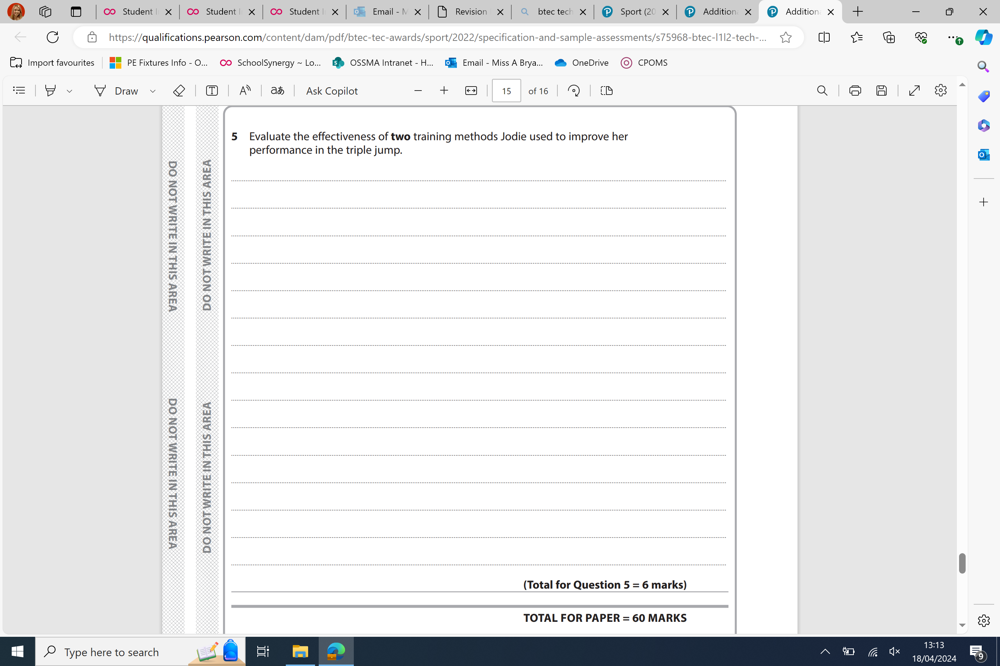 Student I
Student I
Student I
Email - M
Revision
btec tech
Sport (20
Addition
Addition
https://qualifications.pearson.com/content/dam/pdf/btec-tec-awards/sport/2022/specification-and-sample-assessments/s75968-btec-l1l2-tech-...
Import favourites
PE Fixtures Info - O...
SchoolSynergy ~ Lo...
OSSMA Intranet - H...
Email - Miss A Brya...
OneDrive
CPOMS
Draw
aあ
Ask Copilot
15 of 16
5 Evaluate the effectiveness of two training methods Jodie used to improve her
performance in the triple jump.
DO NOT WRITE IN THIS AREA
DO NOT WRITE IN THIS AREA
DO NOT WRITE IN THIS AREA
DO NOT WRITE IN THIS AREA
(Total for Question 5 = 6 marks)
TOTAL FOR PAPER = 60 MARKS
Type here to search
13:13
18/04/2024
9